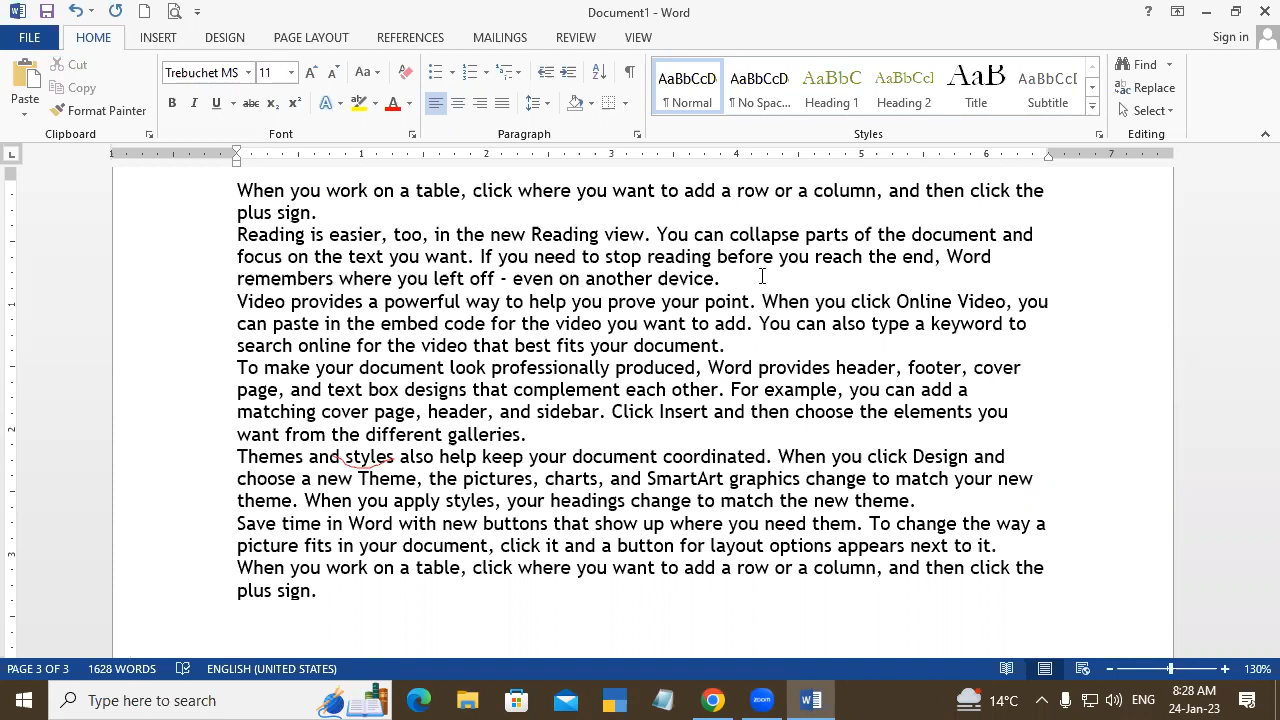 Document1 - Word
Sign in
FILE HOME INSERT DESIGN PAGE LAYOUT REFERENCES MAILINGS REVIEW VIEW
Paste
Cut
Copy
Format Painter
Clipboard
Trebuchet MS 11
Font
Paragraph
AaBbCcD AaBbCcD AaBbC AaBbCcI AaB AaBbCcD
¶ Normal ¶ No Spac... Heading 1 Heading 2 Title Subtitle
Styles
Find
Replace
Select
Editing
1 1 2 3 4 5 6 7
When you work on a table, click where you want to add a row or a column, and then click the
plus sign.
Reading is easier, too, in the new Reading view. You can collapse parts of the document and
focus on the text you want. If you need to stop reading before you reach the end, Word
remembers where you left off - even on another device.
Video provides a powerful way to help you prove your point. When you click Online Video, you
can paste in the embed code for the video you want to add. You can also type a keyword to
search online for the video that best fits your document.
To make your document look professionally produced, Word provides header, footer, cover
page, and text box designs that complement each other. For example, you can add a
matching cover page, header, and sidebar. Click Insert and then choose the elements you
want from the different galleries.
Themes and styles also help keep your document coordinated. When you click Design and
choose a new Theme, the pictures, charts, and SmartArt graphics change to match your new
theme. When you apply styles, your headings change to match the new theme.
Save time in Word with new buttons that show up where you need them. To change the way a
picture fits in your document, click it and a button for layout options appears next to it.
When you work on a table, click where you want to add a row or a column, and then click the
plus sign.
1
2
3
PAGE 3 OF 3 1628 WORDS ENGLISH (UNITED STATES) 130%
Type here to search
zoom
14°C
ENG
8:28 AM
24-Jan-23